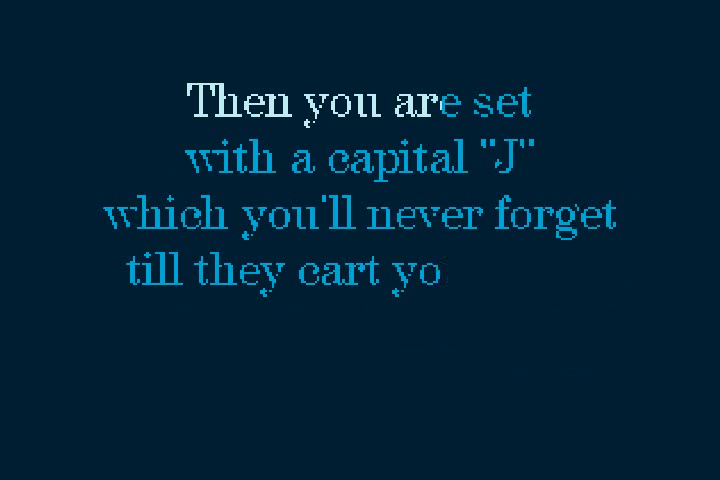 Then you are set
with a capital "J"
which you'll never forget
till they cart yo